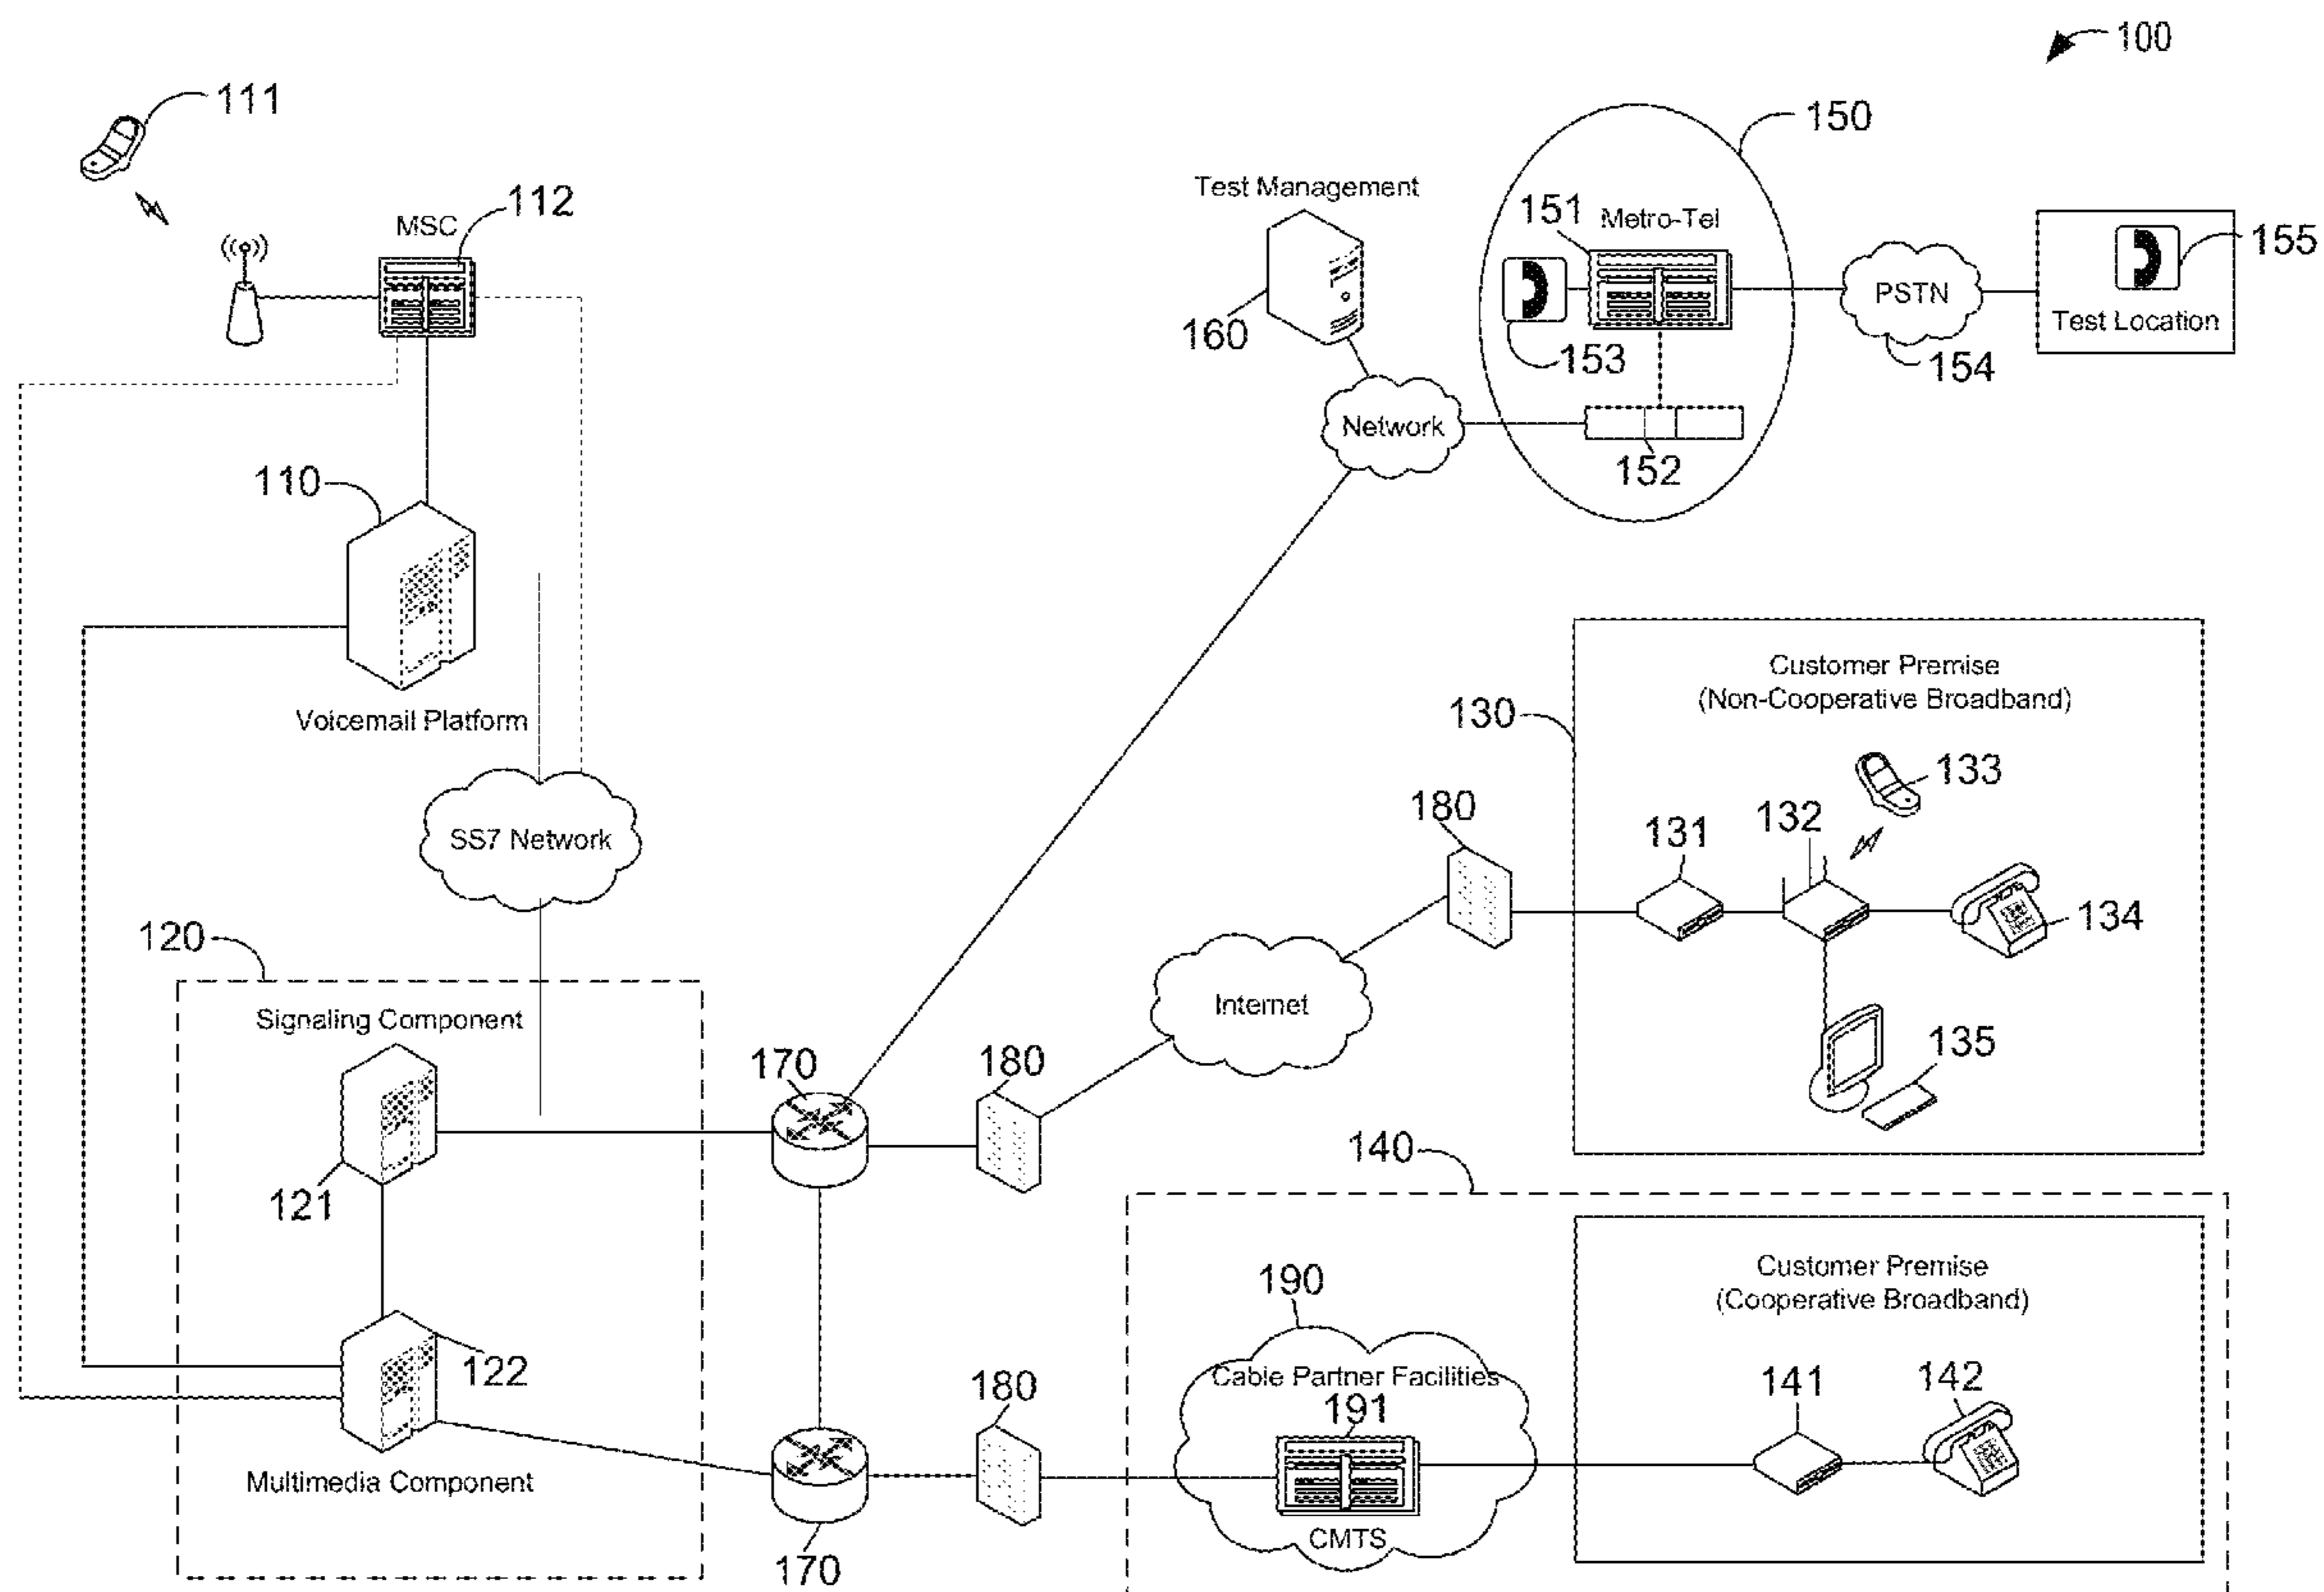 100
111
150
Test Management
112
MSC
151
Metro-Tel
155
PSTN
Test Location
160
153
154
Network
152
110
Customer Premise
(Non-Cooperative Broadband)
130
Voicemail Platform
133
180
132
131
SS7 Network
134
120
Internet
Signaling Component
135
170
180
140
121
190
Customer Premise
(Cooperative Broadband)
122
Cable Partner Facilities
180
141
142
191
Multimedia Component
CMTS
170